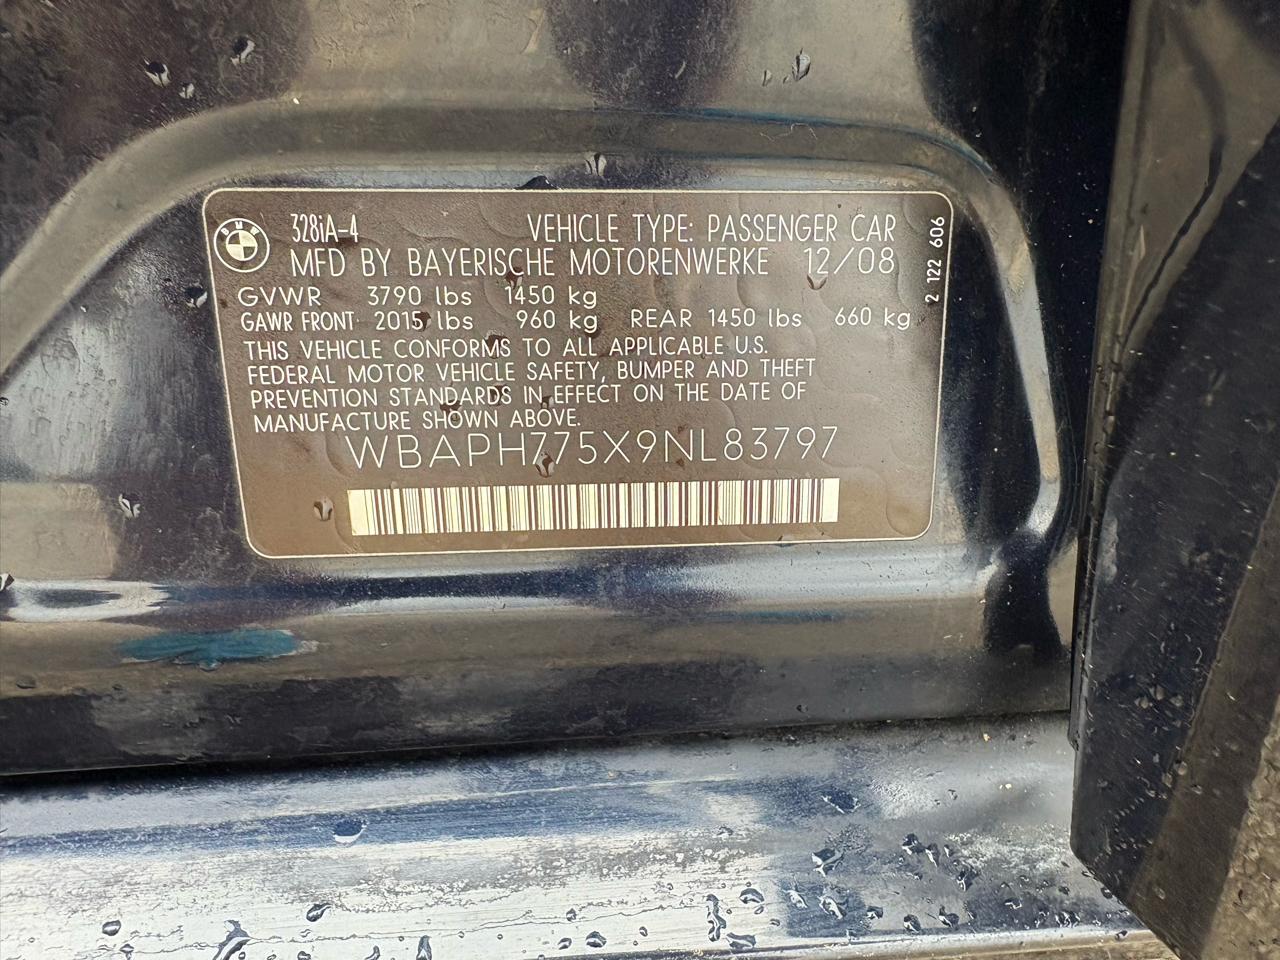 BMW
328iA-4 VEHICLE TYPE: PASSENGER CAR
MFD BY BAYERISCHE MOTORENWERKE 12/08
GVWR 3790 lbs 1450 kg
GAWR FRONT 2015 lbs 960 kg REAR 1450 lbs 660 kg
THIS VEHICLE CONFORMS TO ALL APPLICABLE U.S.
FEDERAL MOTOR VEHICLE SAFETY, BUMPER AND THEFT
PREVENTION STANDARDS IN EFFECT ON THE DATE OF
MANUFACTURE SHOWN ABOVE.
WBAPH775X9NL83797
2 122 606